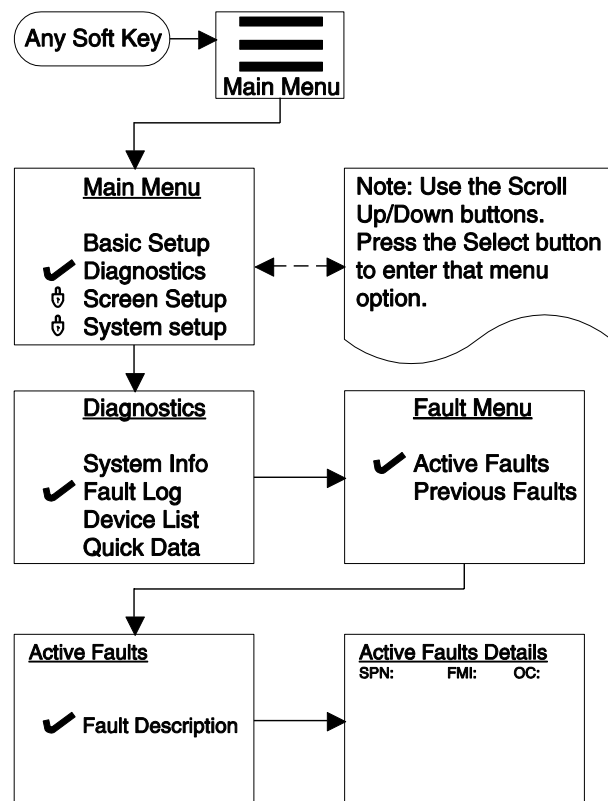 Any Soft Key
Main Menu
Main Menu
Basic Setup
Diagnostics
Screen Setup
System setup
Note: Use the Scroll
Up/Down buttons.
Press the Select button
to enter that menu
option.
Diagnostics
System Info
Fault Log
Device List
Quick Data
Fault Menu
Active Faults
Previous Faults
Active Faults
Fault Description
Active Faults Details
SPN: FMI: OC: